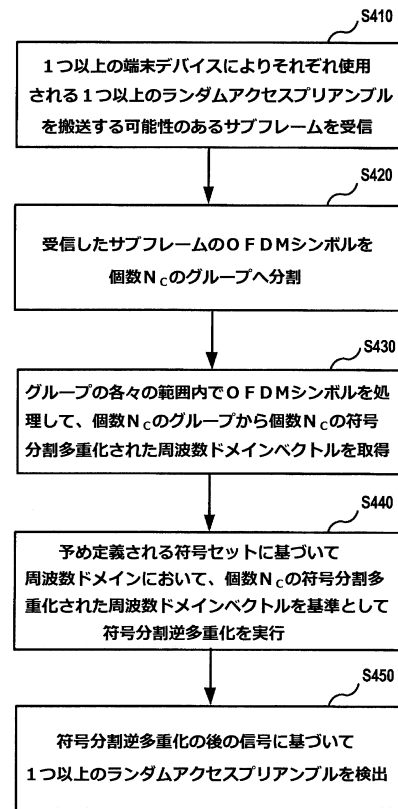 S410
１つ以上の端末デバイスによりそれぞれ使用
される１つ以上のランダムアクセスプリアンブル
を搬送する可能性のあるサブフレームを受信
S420
受信したサブフレームのＯＦＤＭシンボルを
個数Ｎcのグループへ分割
S430
グループの各々の範囲内でＯＦＤＭシンボルを処
理して、個数Ｎcのグループから個数Ｎcの符号
分割多重化された周波数ドメインベクトルを取得
S440
予め定義される符号セットに基づいて
周波数ドメインにおいて、個数Ｎcの符号分割多
重化された周波数ドメインベクトルを基準として
符号分割逆多重化を実行
S450
符号分割逆多重化の後の信号に基づいて
１つ以上のランダムアクセスプリアンブルを検出